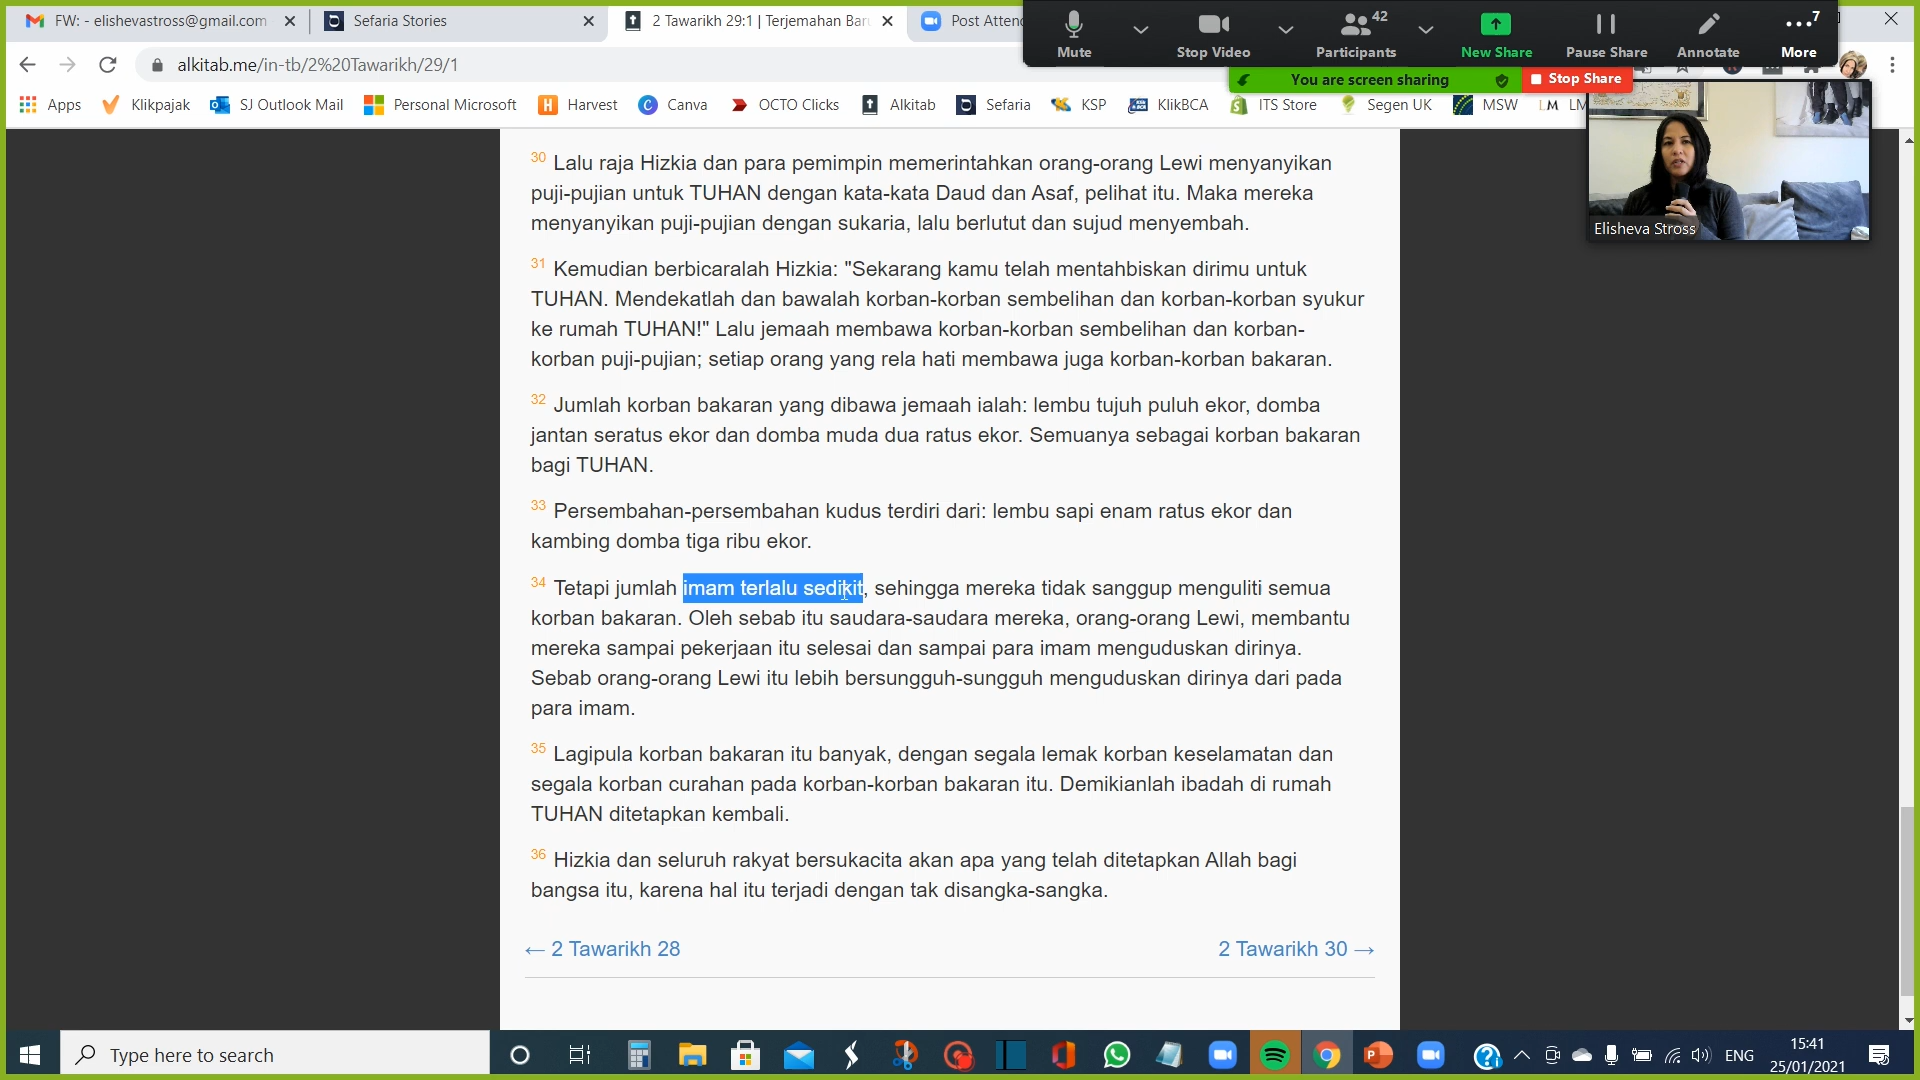 FW: - elishevastross@gmail.com
Sefaria Stories
2 Tawarikh 29:1 | Terjemahan Baru
Post Attend
Mute
Stop Video
42
Participants
New Share
Pause Share
Annotate
7
More
You are screen sharing
Stop Share
alkitab.me/in-tb/2%20Tawarikh/29/1
Apps
Klikpajak
SJ Outlook Mail
Personal Microsoft
Harvest
Canva
OCTO Clicks
Alkitab
Sefaria
KSP
KlikBCA
ITS Store
Segen UK
MSW
LM
Elisheva Stross
30 Lalu raja Hizkia dan para pemimpin memerintahkan orang-orang Lewi menyanyikan
puji-pujian untuk TUHAN dengan kata-kata Daud dan Asaf, pelihat itu. Maka mereka
menyanyikan puji-pujian dengan sukaria, lalu berlutut dan sujud menyembah.
31 Kemudian berbicaralah Hizkia: "Sekarang kamu telah mentahbiskan dirimu untuk
TUHAN. Mendekatlah dan bawalah korban-korban sembelihan dan korban-korban syukur
ke rumah TUHAN!" Lalu jemaah membawa korban-korban sembelihan dan korban-
korban puji-pujian; setiap orang yang rela hati membawa juga korban-korban bakaran.
32 Jumlah korban bakaran yang dibawa jemaah ialah: lembu tujuh puluh ekor, domba
jantan seratus ekor dan domba muda dua ratus ekor. Semuanya sebagai korban bakaran
bagi TUHAN.
33 Persembahan-persembahan kudus terdiri dari: lembu sapi enam ratus ekor dan
kambing domba tiga ribu ekor.
34 Tetapi jumlah imam terlalu sedikit, sehingga mereka tidak sanggup menguliti semua
korban bakaran. Oleh sebab itu saudara-saudara mereka, orang-orang Lewi, membantu
mereka sampai pekerjaan itu selesai dan sampai para imam menguduskan dirinya.
Sebab orang-orang Lewi itu lebih bersungguh-sungguh menguduskan dirinya dari pada
para imam.
35 Lagipula korban bakaran itu banyak, dengan segala lemak korban keselamatan dan
segala korban curahan pada korban-korban bakaran itu. Demikianlah ibadah di rumah
TUHAN ditetapkan kembali.
36 Hizkia dan seluruh rakyat bersukacita akan apa yang telah ditetapkan Allah bagi
bangsa itu, karena hal itu terjadi dengan tak disangka-sangka.
← 2 Tawarikh 28
2 Tawarikh 30 →
Type here to search
ENG
15:41
25/01/2021